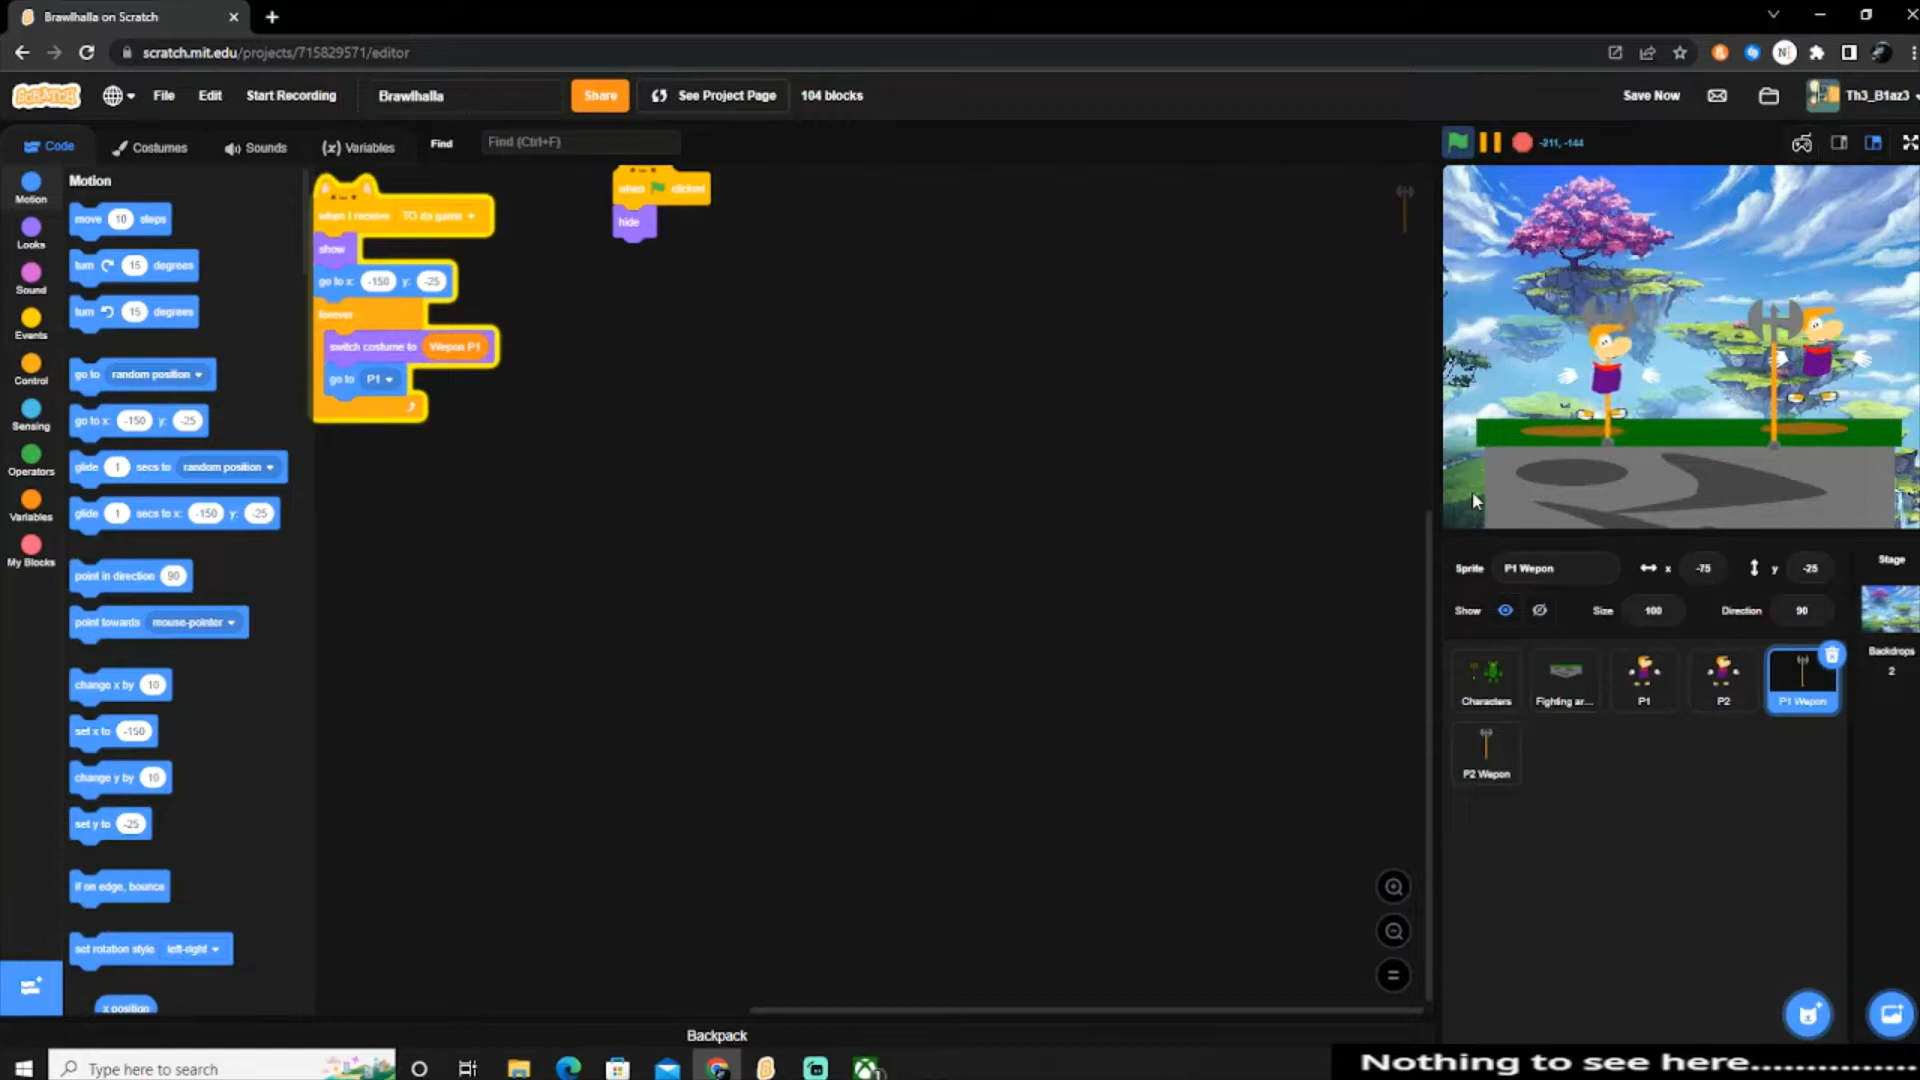 Brawlhalla on Scratch
scratch.mit.edu/projects/715829571/editor
SCRATCH
File
Edit
Start Recording
Brawlhalla
Share
See Project Page
104 blocks
Save Now
Th3_B1az3
Code
Costumes
Sounds
(x) Variables
Find
Find (Ctrl+F)
-211, -144
Motion
Looks
Sound
Events
Control
Sensing
Operators
Variables
My Blocks
Motion
move 10 steps
turn 15 degrees
turn 15 degrees
go to random position
go to x: -150 y: -25
glide 1 secs to random position
glide 1 secs to x: -150 y: -25
point in direction 90
point towards mouse-pointer
change x by 10
set x to -150
change y by 10
set y to -25
if on edge, bounce
set rotation style left-right
x position
when I receive TO da game
show
go to x: -150 y: -25
forever
switch costume to Wepon P1
go to P1
when clicked
hide
Sprite P1 Wepon x -75 y -25
Show Size 100 Direction 90
Characters
Fighting ar...
P1
P2
P1 Wepon
P2 Wepon
Stage
Backdrops
2
Backpack
Type here to search
1
Nothing to see here..............